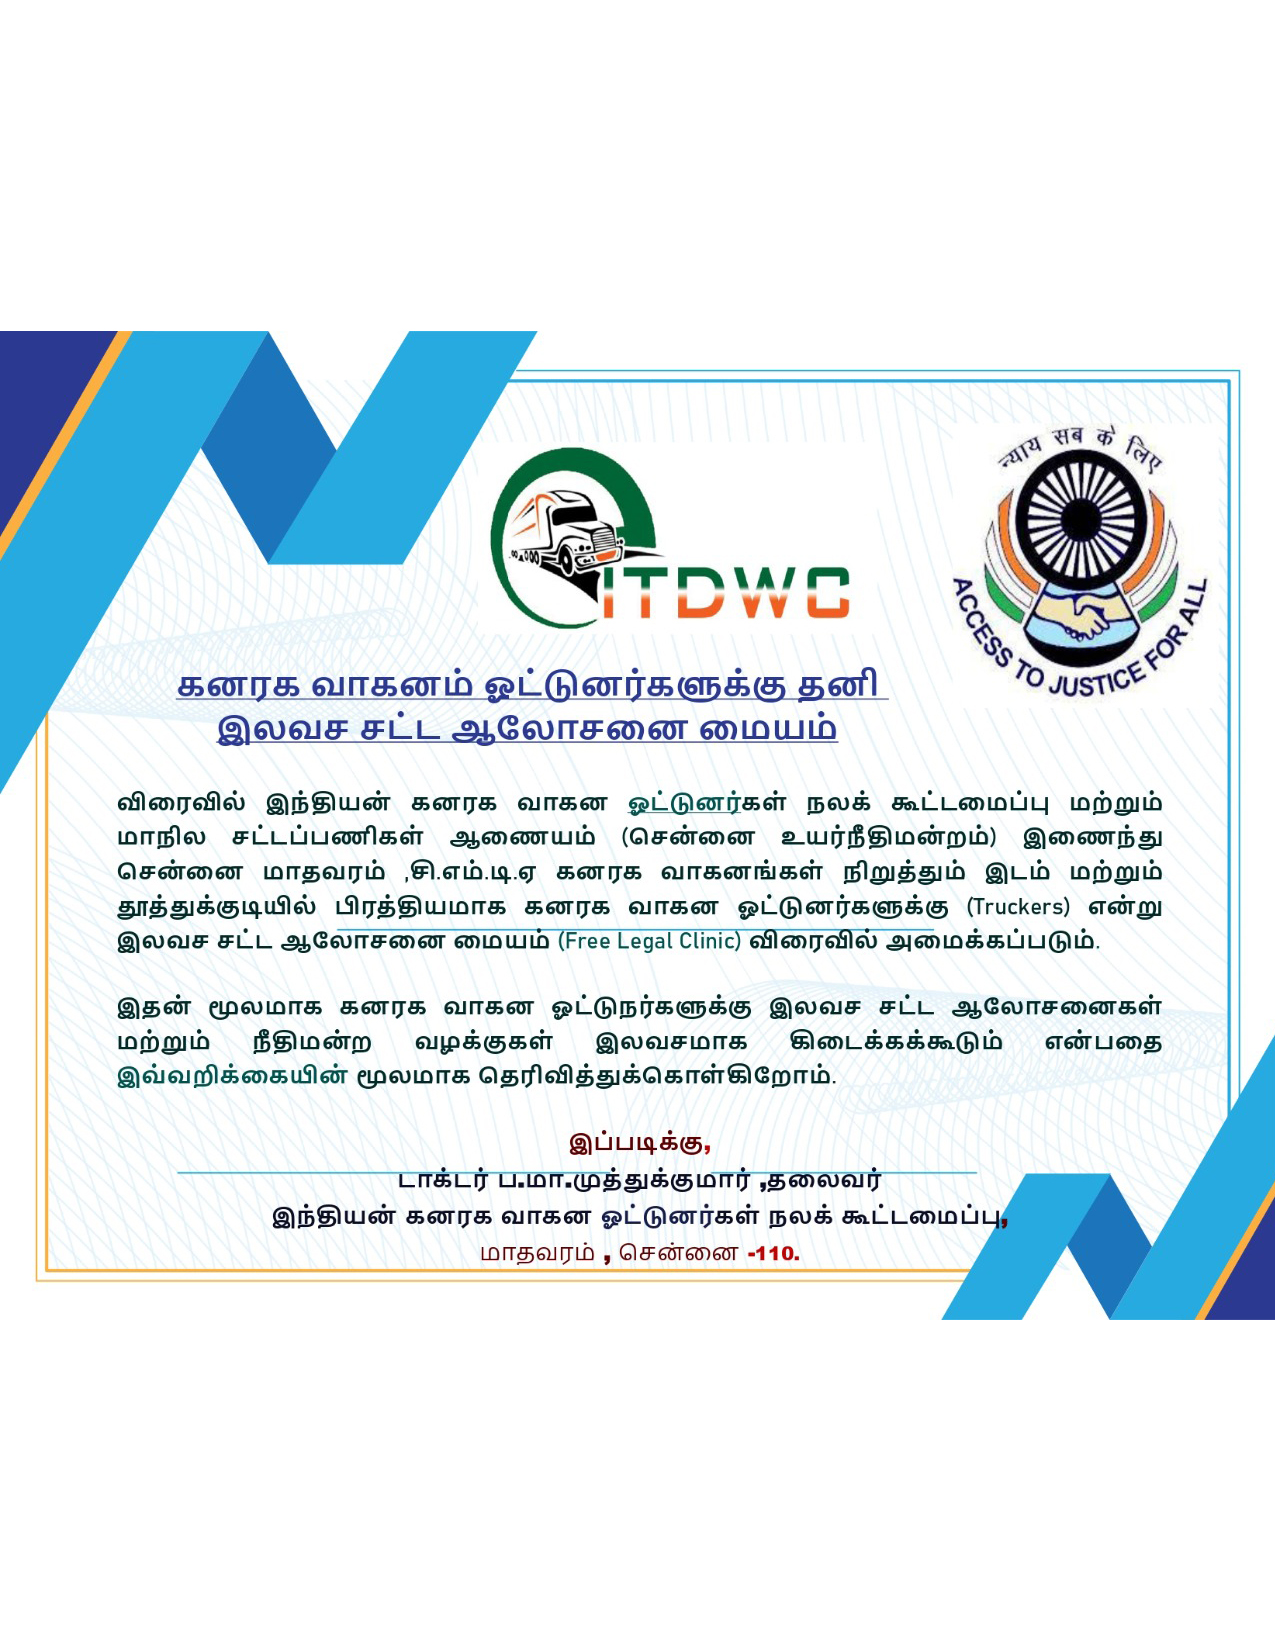 न्याय सब के लिए
ITDWC
ACCESS TO JUSTICE FOR ALL
கனரக வாகனம் ஓட்டுனர்களுக்கு தனி
இலவச சட்ட ஆலோசனை மையம்
விரைவில் இந்தியன் கனரக வாகன ஓட்டுனர்கள் நலக் கூட்டமைப்பு மற்றும்
மாநில சட்டப்பணிகள் ஆணையம் (சென்னை உயர்நீதிமன்றம்) இணைந்து
சென்னை மாதவரம் ,சி.எம்.டி.ஏ கனரக வாகனங்கள் நிறுத்தும் இடம் மற்றும்
தூத்துக்குடியில் பிரத்தியமாக கனரக வாகன ஓட்டுனர்களுக்கு (Truckers) என்று
இலவச சட்ட ஆலோசனை மையம் (Free Legal Clinic) விரைவில் அமைக்கப்படும்.
இதன் மூலமாக கனரக வாகன ஓட்டுநர்களுக்கு இலவச சட்ட ஆலோசனைகள்
மற்றும் நீதிமன்ற வழக்குகள் இலவசமாக கிடைக்கக்கூடும் என்பதை
இவ்வறிக்கையின் மூலமாக தெரிவித்துக்கொள்கிறோம்.
இப்படிக்கு,
டாக்டர் ப.மா.முத்துக்குமார் ,தலைவர்
இந்தியன் கனரக வாகன ஓட்டுனர்கள் நலக் கூட்டமைப்பு,
மாதவரம் , சென்னை -110.